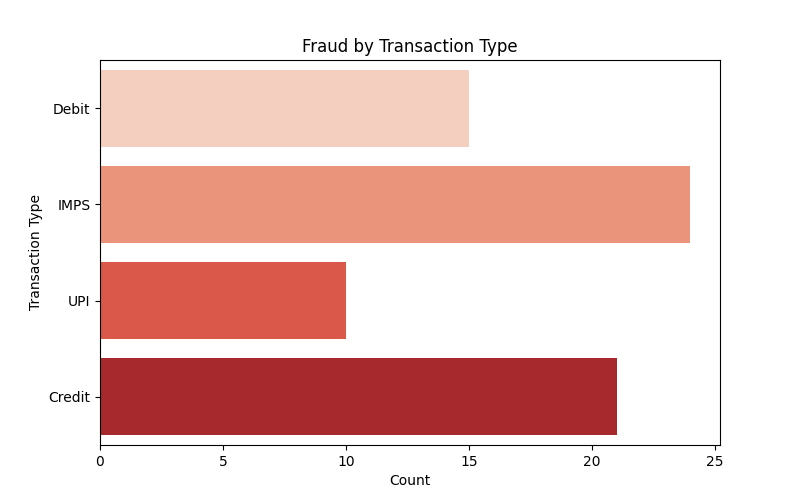 Fraud by Transaction Type
Transaction Type
Debit
IMPS
UPI
Credit
0 5 10 15 20 25
Count